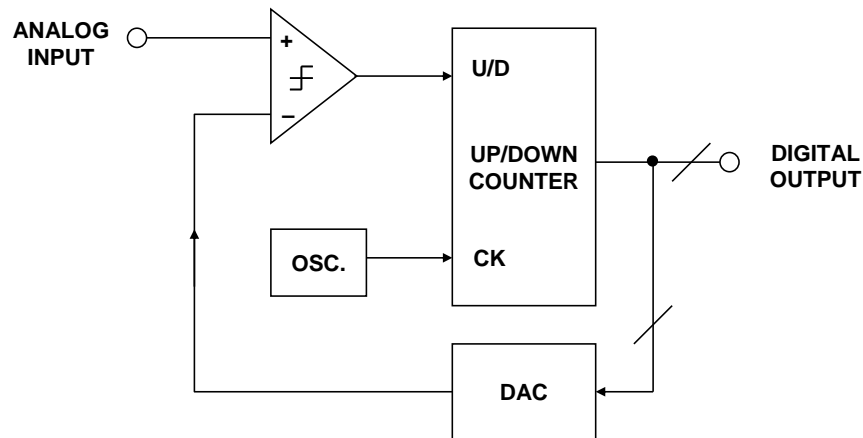 ANALOG
INPUT
+
−
U/D
UP/DOWN
COUNTER
OSC.
CK
DIGITAL
OUTPUT
DAC